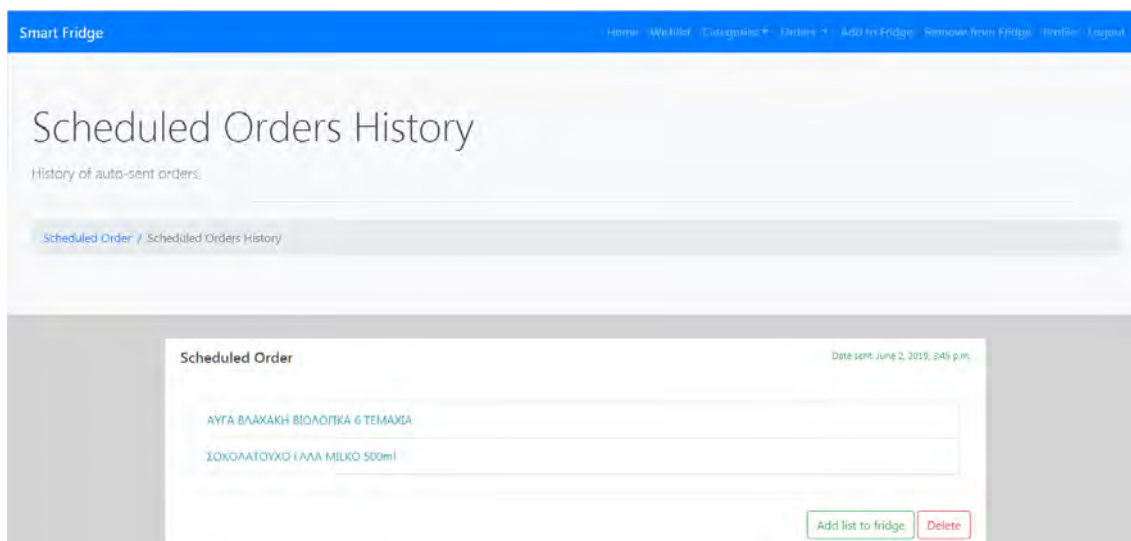 Smart Fridge Home Wishlist Categories Orders Add to Fridge Remove from Fridge Profile Logout
Scheduled Orders History
History of auto-sent orders.
Scheduled Order / Scheduled Orders History
Scheduled Order Date sent: June 2, 2019, 3:45 p.m.
ΑΥΓΑ ΒΛΑΧΑΚΗ ΒΙΟΛΟΓΙΚΑ 6 ΤΕΜΑΧΙΑ
ΣΟΚΟΛΑΤΟΥΧΟ ΓΑΛΑ MILKO 500ml
Add list to fridge Delete